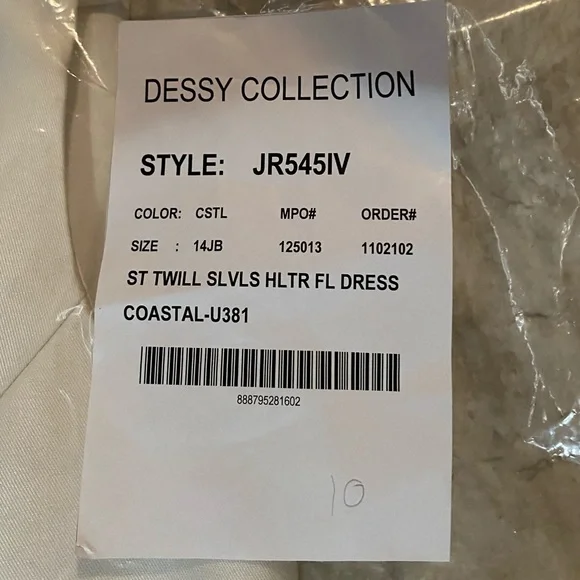 DESSY COLLECTION
STYLE: JR545IV
COLOR: CSTL MPO# ORDER#
SIZE : 14JB 125013 1102102
ST TWILL SLVLS HLTR FL DRESS
COASTAL-U381
888795281602
10